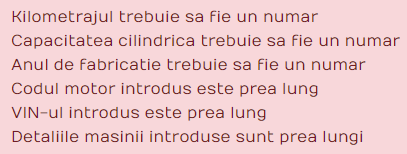 Kilometrajul trebuie sa fie un numar
Capacitatea cilindrica trebuie sa fie un numar
Anul de fabricatie trebuie sa fie un numar
Codul motor introdus este prea lung
VIN-ul introdus este prea lung
Detaliile masinii introduse sunt prea lungi